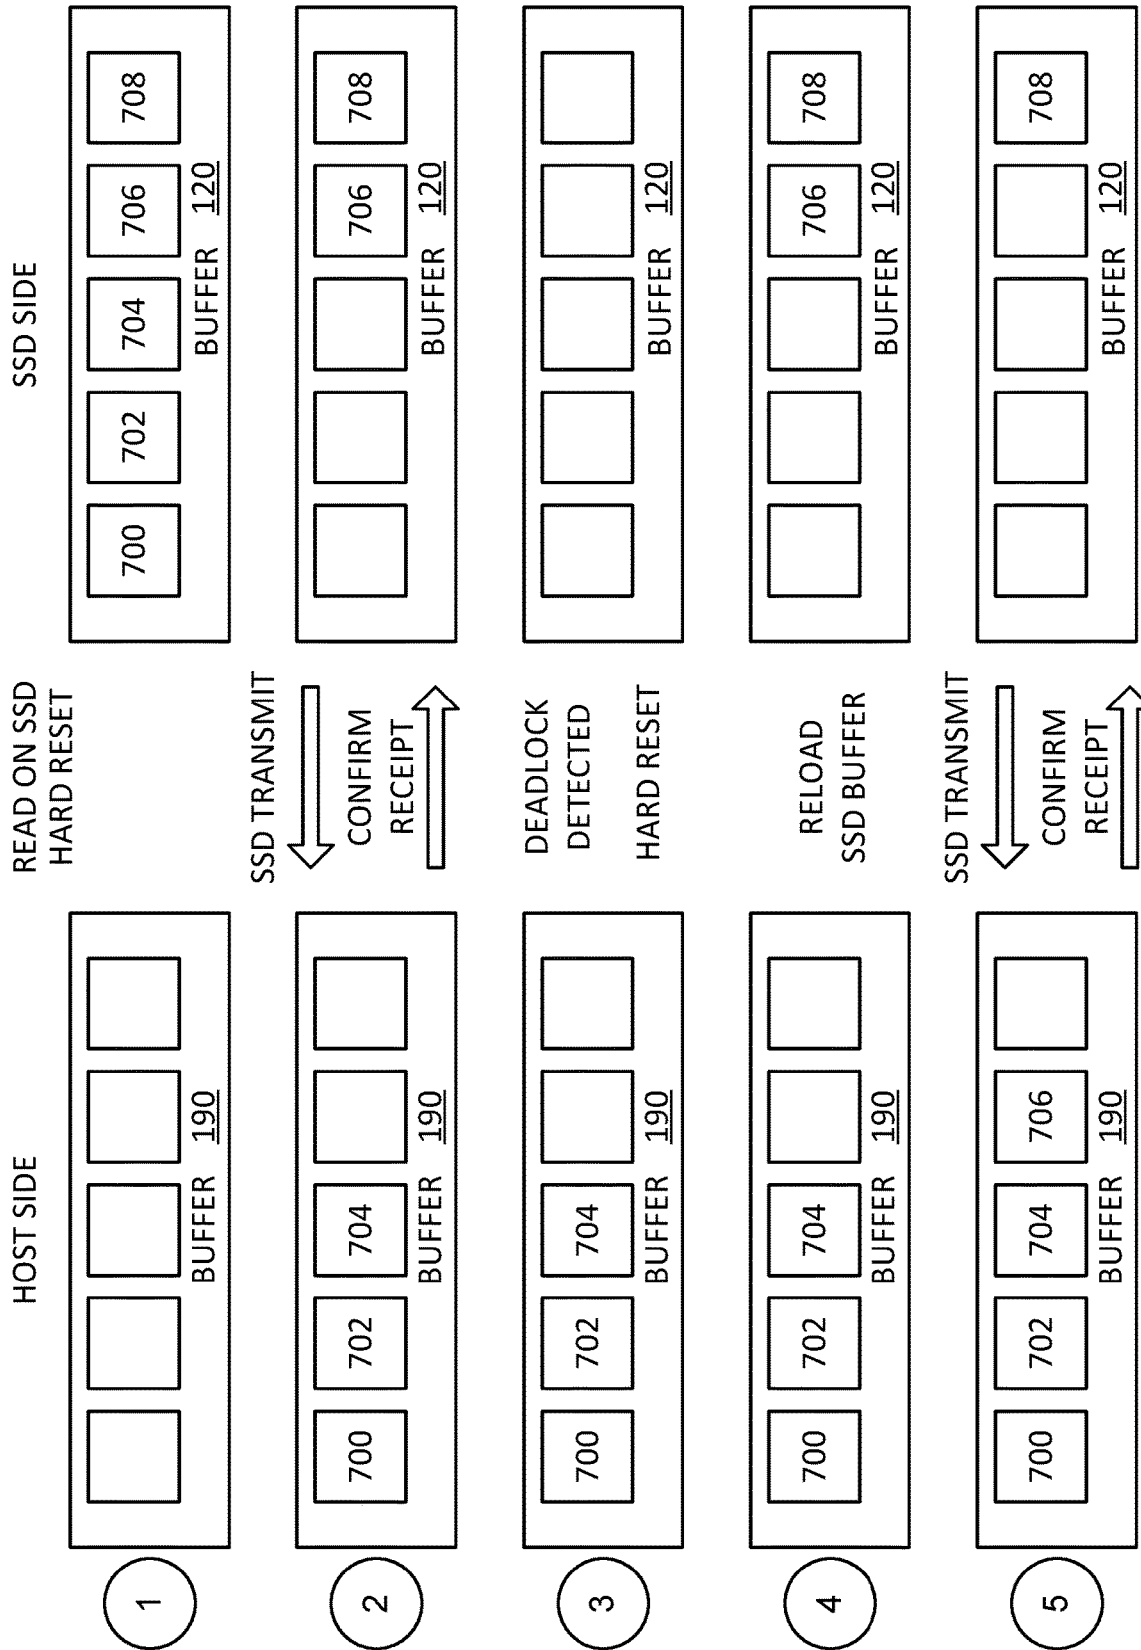 HOST SIDE
READ ON SSD
HARD RESET
SSD SIDE
1
BUFFER 190
700 702 704 706 708
BUFFER 120
2
700 702 704
BUFFER 190
SSD TRANSMIT
CONFIRM
RECEIPT
706 708
BUFFER 120
3
700 702 704
BUFFER 190
DEADLOCK
DETECTED
HARD RESET
BUFFER 120
4
700 702 704
BUFFER 190
RELOAD
SSD BUFFER
706 708
BUFFER 120
5
700 702 704 706
BUFFER 190
SSD TRANSMIT
CONFIRM
RECEIPT
708
BUFFER 120